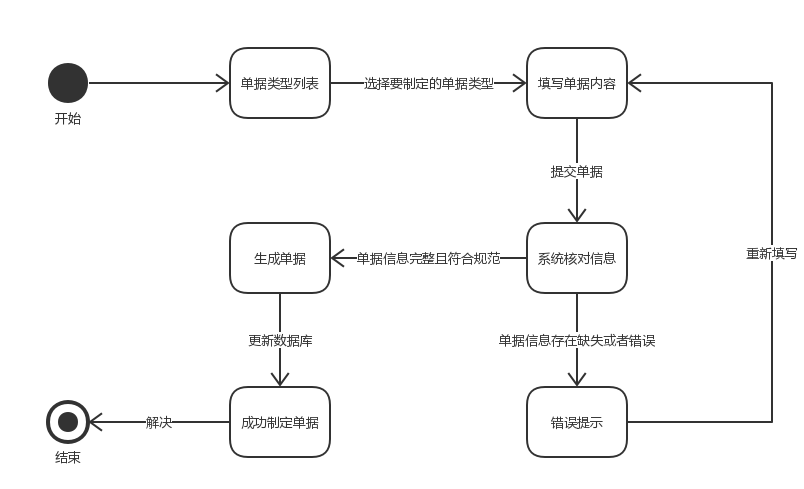 单据类型列表
选择要制定的单据类型
填写单据内容
开始
提交单据
重新填写
生成单据
单据信息完整且符合规范
系统核对信息
更新数据库
单据信息存在缺失或者错误
解决
成功制定单据
错误提示
结束